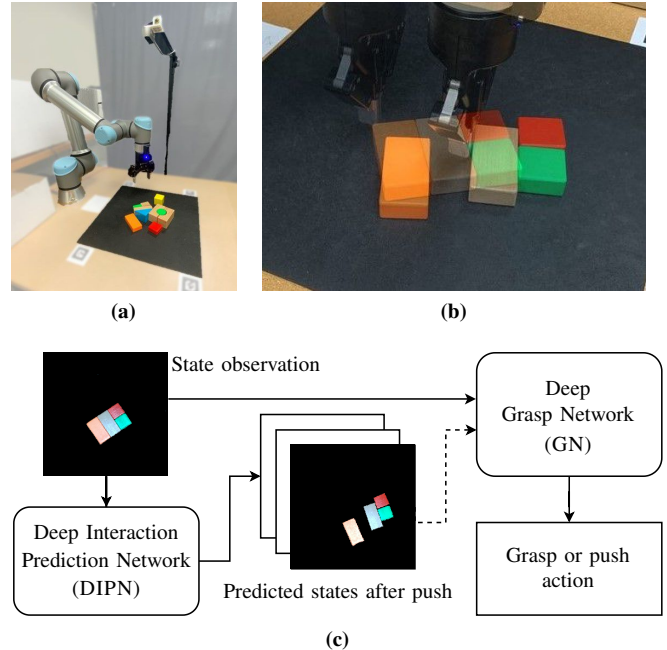 (a)
(b)
State observation
Deep
Grasp Network
(GN)
Deep Interaction
Prediction Network
(DIPN)
Predicted states after push
Grasp or push
action
(c)